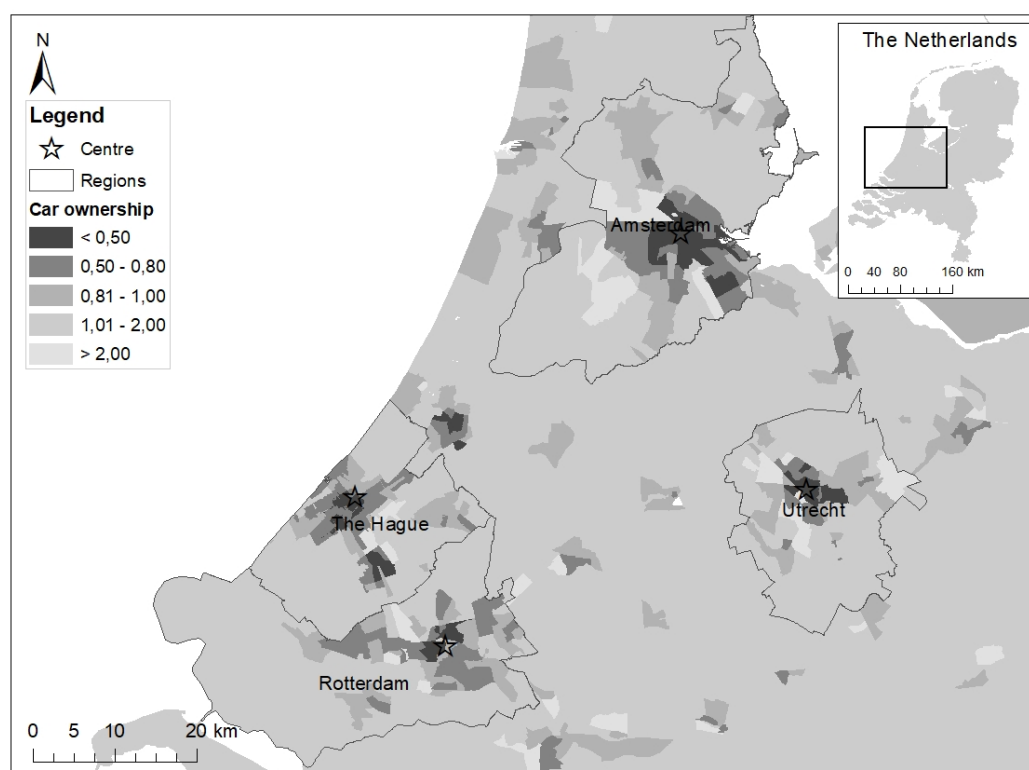 N
Legend
Centre
Regions
Car ownership
< 0,50
0,50 - 0,80
0,81 - 1,00
1,01 - 2,00
> 2,00
The Netherlands
0 40 80 160 km
Amsterdam
The Hague
Utrecht
Rotterdam
0 5 10 20 km